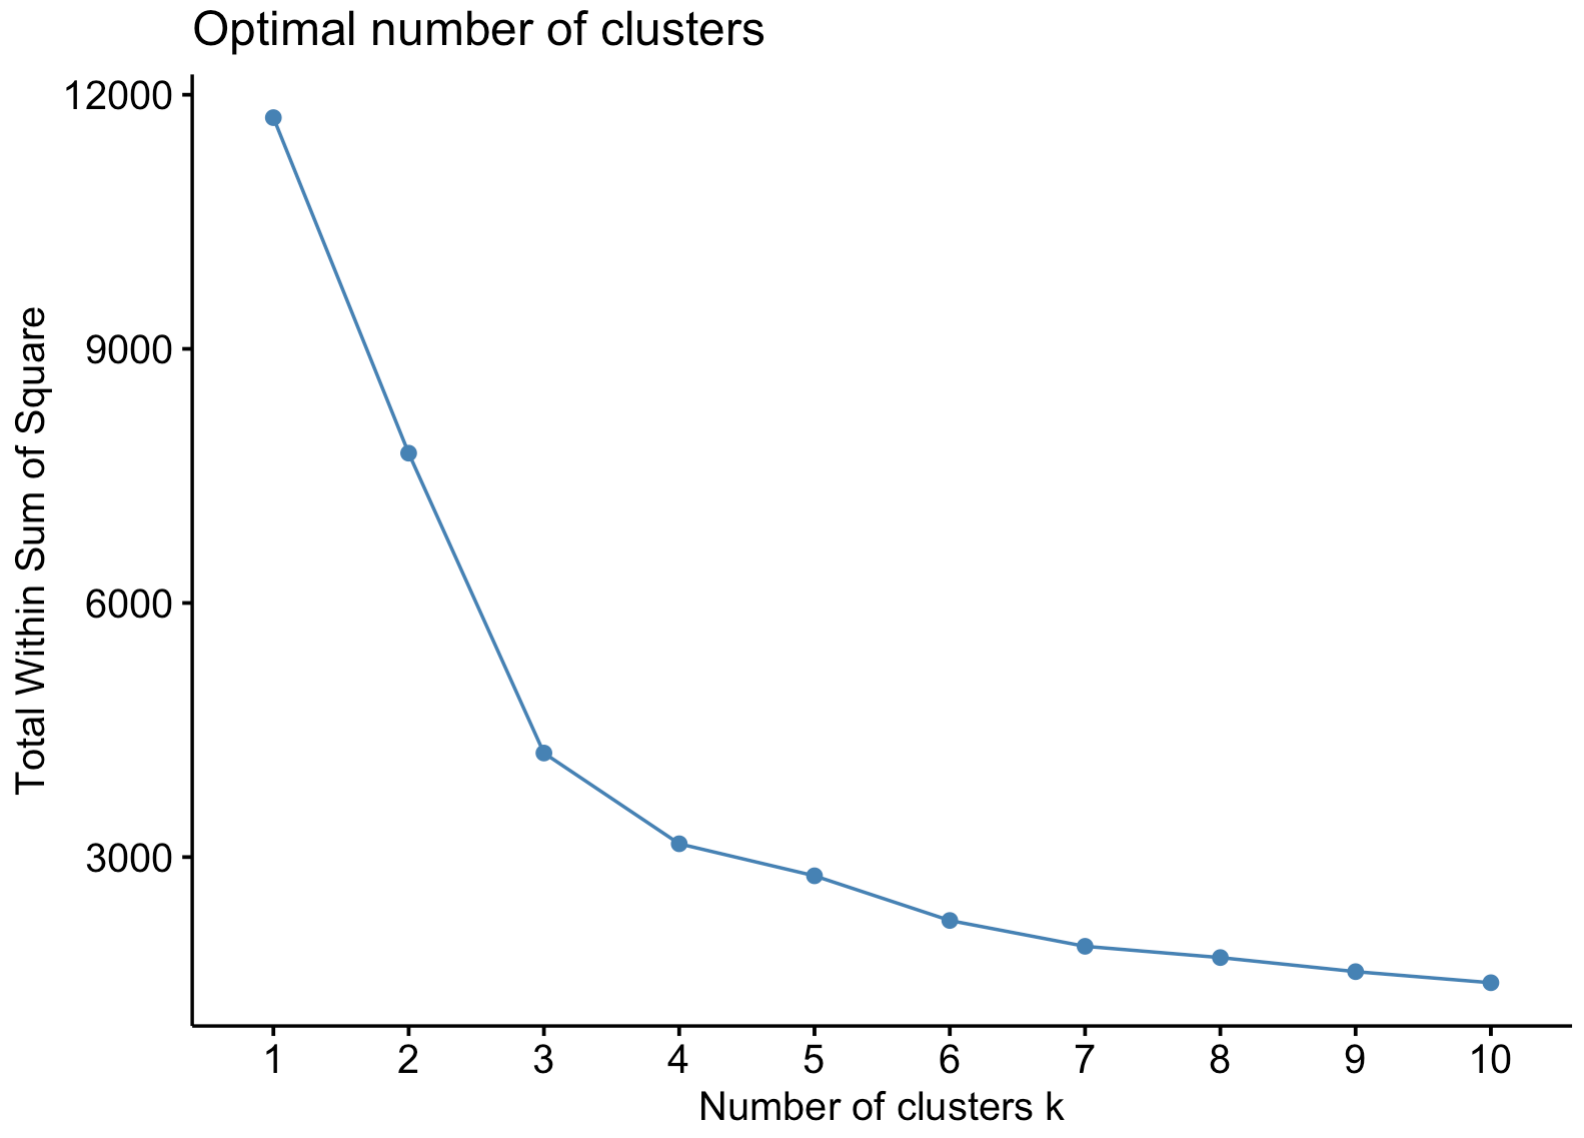 Optimal number of clusters
Total Within Sum of Square
12000
9000
6000
3000
1 2 3 4 5 6 7 8 9 10
Number of clusters k